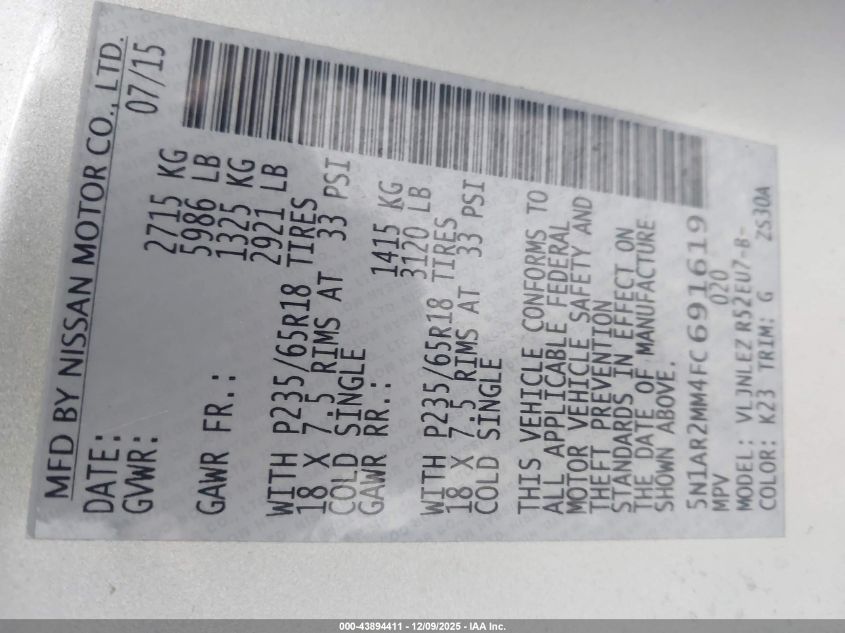 MFD BY NISSAN MOTOR CO., LTD.
DATE: 07/15
GVWR: 2715 KG
5986 LB
GAWR FR.: 1325 KG
2921 LB
WITH P235/65R18 TIRES
18 X 7.5 RIMS AT 33 PSI
COLD SINGLE
GAWR RR.: 1415 KG
3120 LB
WITH P235/65R18 TIRES
18 X 7.5 RIMS AT 33 PSI
COLD SINGLE
THIS VEHICLE CONFORMS TO
ALL APPLICABLE FEDERAL
MOTOR VEHICLE SAFETY AND
THEFT PREVENTION
STANDARDS IN EFFECT ON
THE DATE OF MANUFACTURE
SHOWN ABOVE.
5N1AR2MM4FC691619
MPV 020
MODEL: VLJNLEZ R52EU7-B-
COLOR: K23 TRIM: G ZS30A
000-43894411 - 12/09/2025 - IAA Inc.